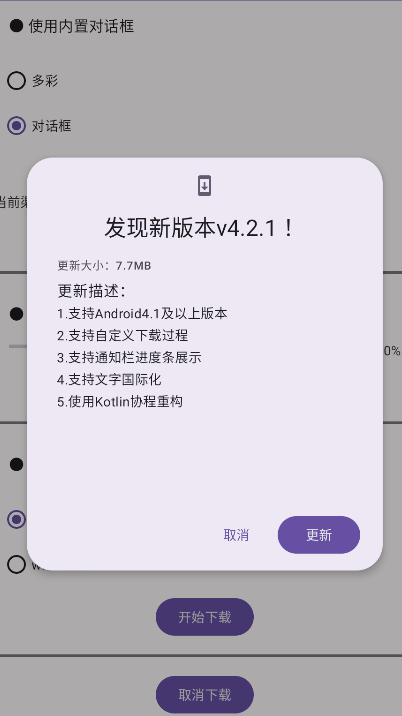 使用内置对话框
多彩
对话框
当前
发现新版本v4.2.1！
更新大小：7.7MB
更新描述：
1.支持Android4.1及以上版本
2.支持自定义下载过程
3.支持通知栏进度条展示
4.支持文字国际化
5.使用Kotlin协程重构
0%
取消
更新
开始下载
取消下载